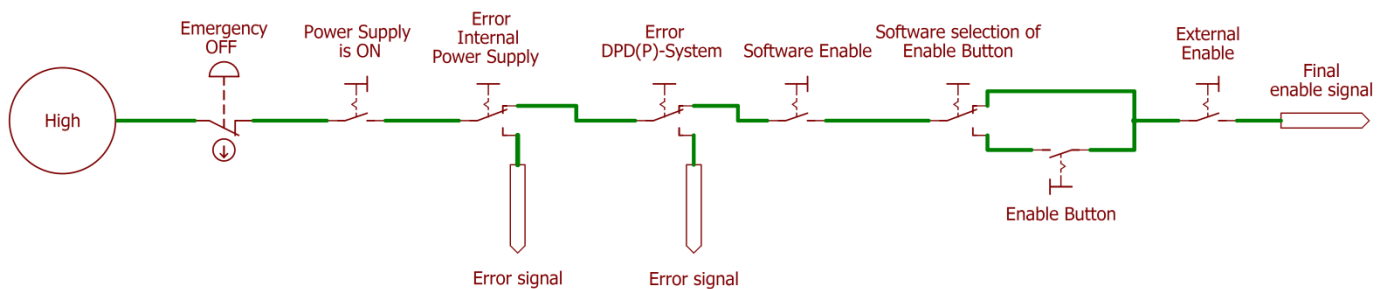 Emergency
OFF
Power Supply
is ON
Error
Internal
Power Supply
Error
DPD(P)-System
Software Enable
Software selection of
Enable Button
External
Enable
Final
enable signal
High
Enable Button
Error signal
Error signal